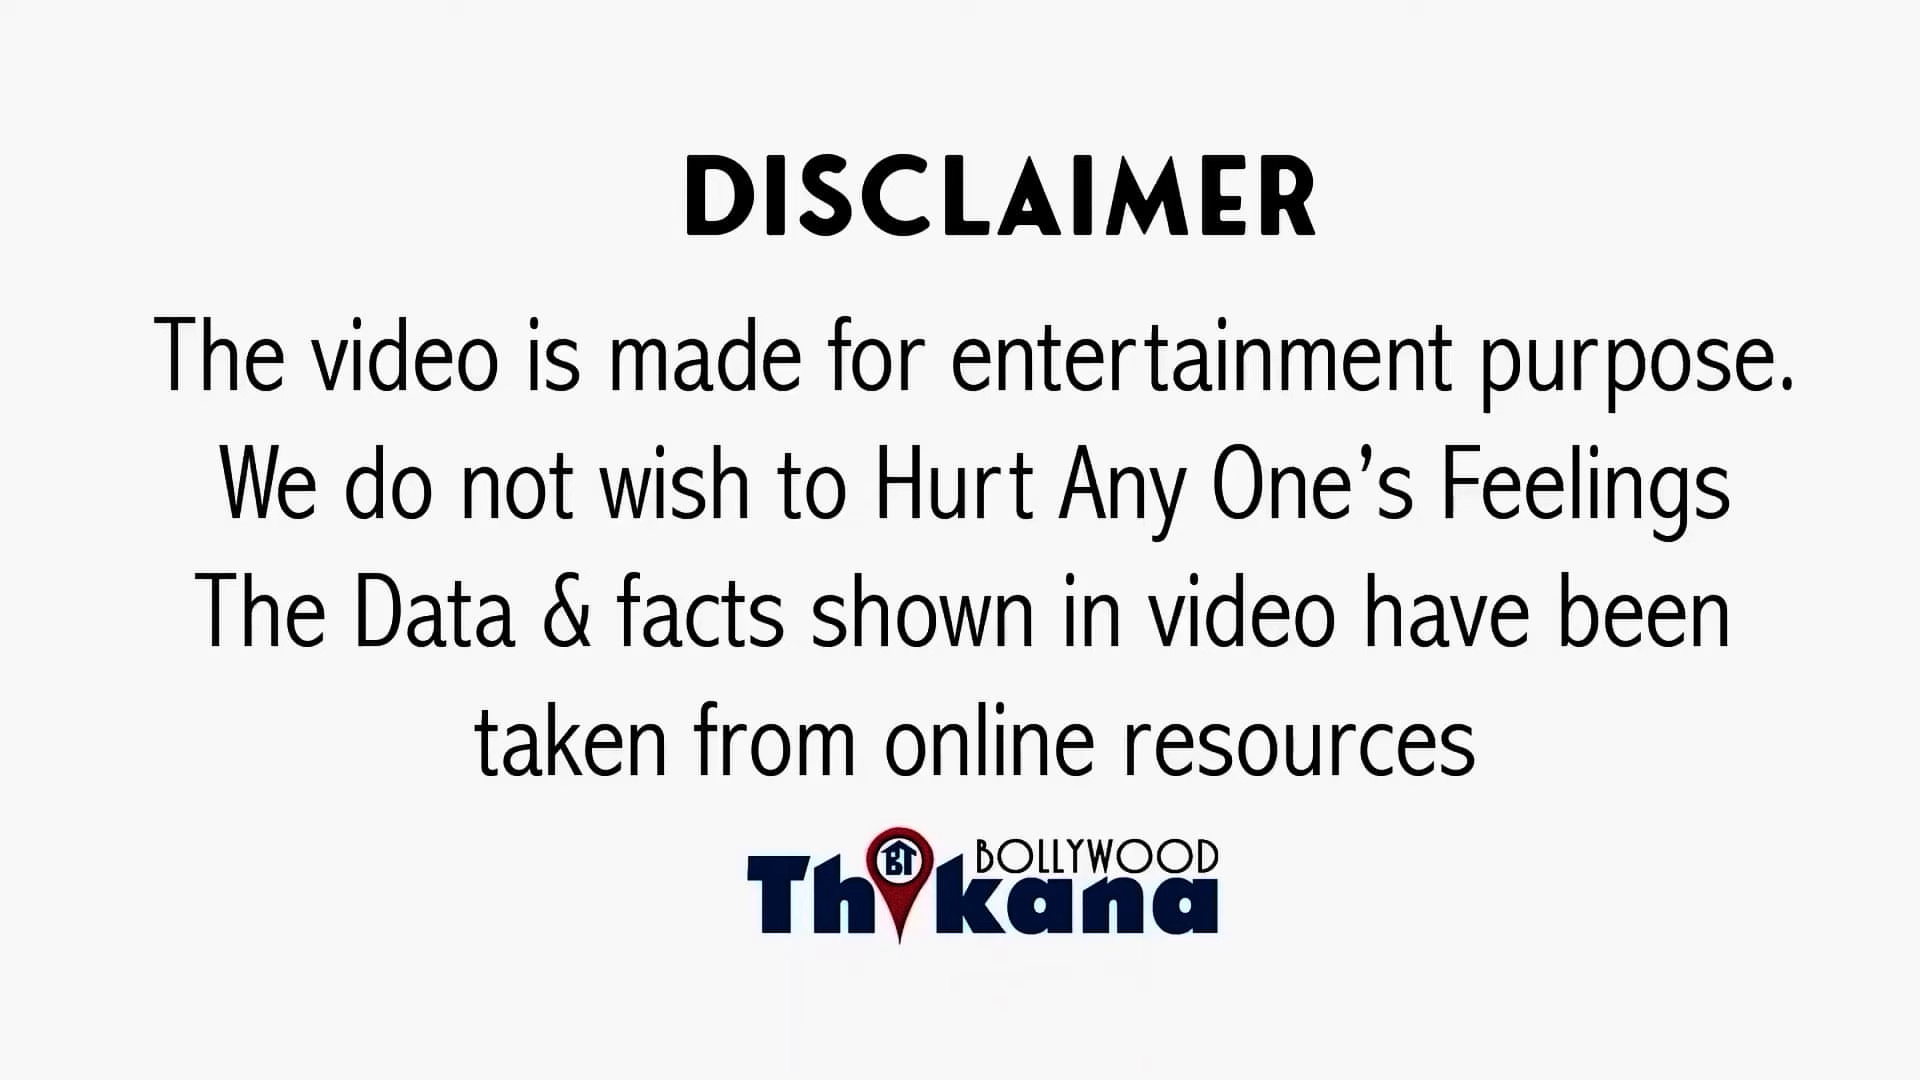 DISCLAIMER
The video is made for entertainment purpose.
We do not wish to Hurt Any One’s Feelings
The Data & facts shown in video have been
taken from online resources
BT
BOLLYWOOD
Thikana